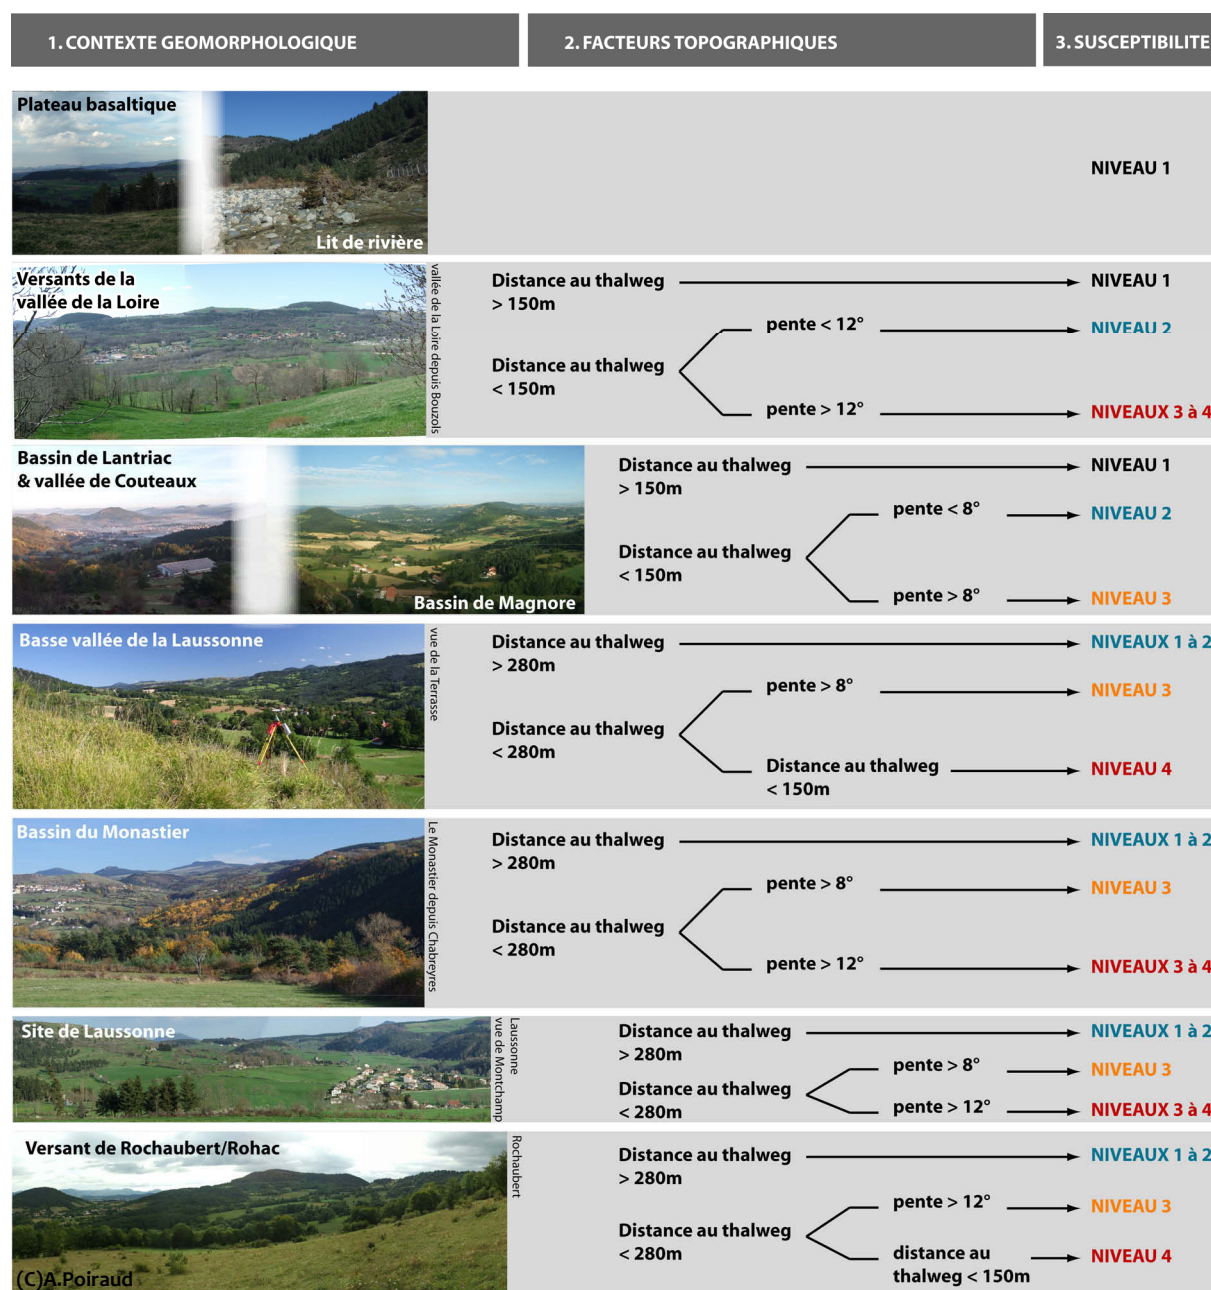 1. CONTEXTE GEOMORPHOLOGIQUE
2. FACTEURS TOPOGRAPHIQUES
3. SUSCEPTIBILITE
Plateau basaltique
Lit de rivière
NIVEAU 1
Versants de la
vallée de la Loire
vallée de la Loire depuis Bouzols
Distance au thalweg
> 150m
NIVEAU 1
pente < 12°
NIVEAU 2
Distance au thalweg
< 150m
pente > 12°
NIVEAUX 3 à 4
Bassin de Lantriac
& vallée de Couteaux
Bassin de Magnore
Distance au thalweg
> 150m
NIVEAU 1
pente < 8°
NIVEAU 2
Distance au thalweg
< 150m
pente > 8°
NIVEAU 3
Basse vallée de la Laussonne
vue de la Terrasse
Distance au thalweg
> 280m
NIVEAUX 1 à 2
pente > 8°
NIVEAU 3
Distance au thalweg
< 280m
Distance au thalweg
< 150m
NIVEAU 4
Bassin du Monastier
Le Monastier depuis Chabreyres
Distance au thalweg
> 280m
NIVEAUX 1 à 2
pente > 8°
NIVEAU 3
Distance au thalweg
< 280m
pente > 12°
NIVEAUX 3 à 4
Site de Laussonne
Laussonne
vue de Montchamp
Distance au thalweg
> 280m
NIVEAUX 1 à 2
pente > 8°
NIVEAU 3
Distance au thalweg
< 280m
pente > 12°
NIVEAUX 3 à 4
Versant de Rochaubert/Rohac
Rochaubert
Distance au thalweg
> 280m
NIVEAUX 1 à 2
pente > 12°
NIVEAU 3
Distance au thalweg
< 280m
distance au
thalweg < 150m
NIVEAU 4
(C)A.Poiraud